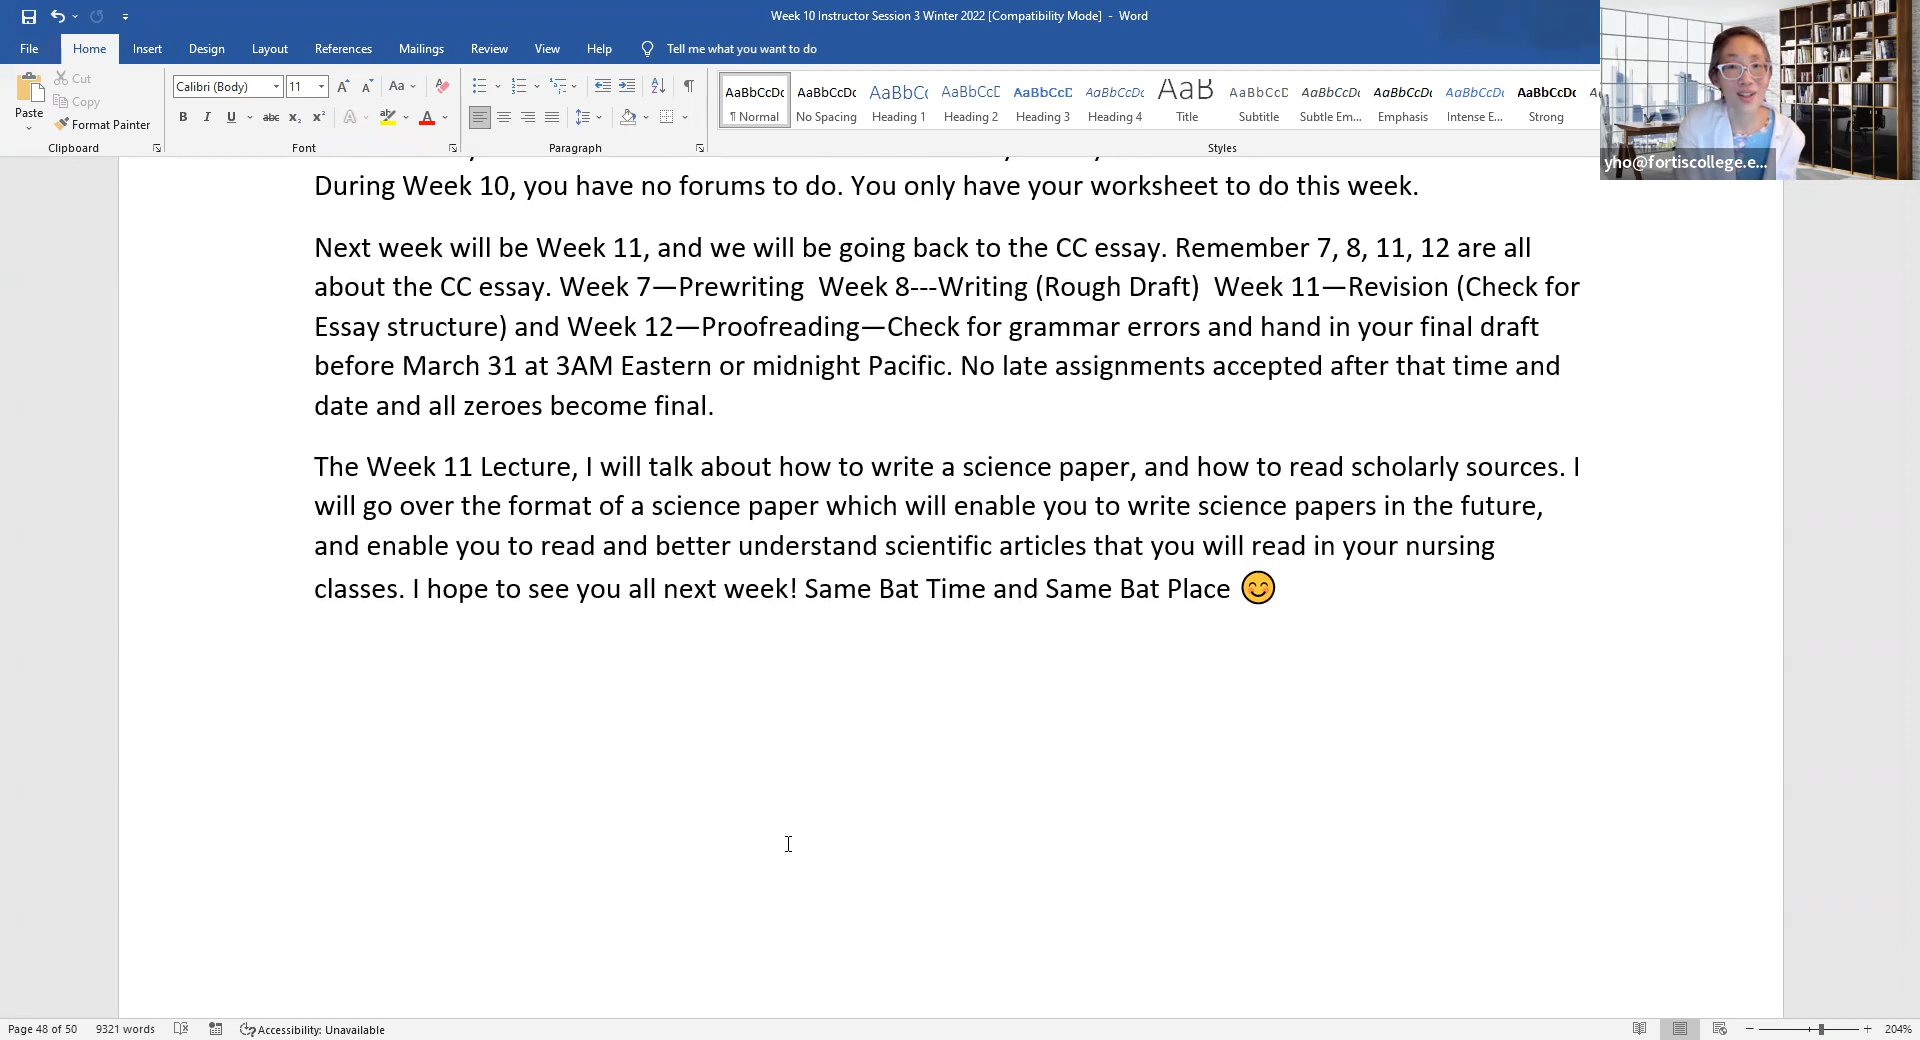 Week 10 Instructor Session 3 Winter 2022 [Compatibility Mode] - Word
File Home Insert Design Layout References Mailings Review View Help Tell me what you want to do
Cut
Copy
Paste
Format Painter
Clipboard
Calibri (Body) 11
Font
Paragraph
AaBbCcDc AaBbCcDc AaBbC( AaBbCcE AaBbCcD AaBbCcDc AaB AaBbCcD AaBbCcDc AaBbCcDc AaBbCcDc AaBbCcDc
¶ Normal No Spacing Heading 1 Heading 2 Heading 3 Heading 4 Title Subtitle Subtle Em... Emphasis Intense E... Strong
Styles
yho@fortiscollege.e...
During Week 10, you have no forums to do. You only have your worksheet to do this week.
Next week will be Week 11, and we will be going back to the CC essay. Remember 7, 8, 11, 12 are all
about the CC essay. Week 7—Prewriting  Week 8---Writing (Rough Draft)  Week 11—Revision (Check for
Essay structure) and Week 12—Proofreading—Check for grammar errors and hand in your final draft
before March 31 at 3AM Eastern or midnight Pacific. No late assignments accepted after that time and
date and all zeroes become final.
The Week 11 Lecture, I will talk about how to write a science paper, and how to read scholarly sources. I
will go over the format of a science paper which will enable you to write science papers in the future,
and enable you to read and better understand scientific articles that you will read in your nursing
classes. I hope to see you all next week! Same Bat Time and Same Bat Place 😊
Page 48 of 50 9321 words Accessibility: Unavailable 204%